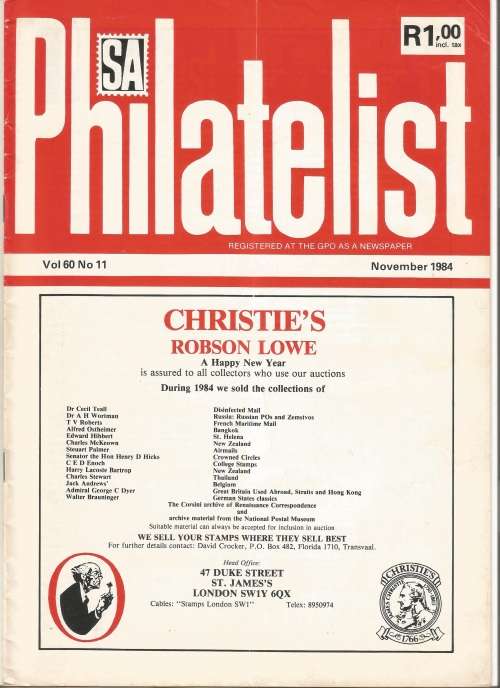 SA
Philatelist
R1,00
incl. tax
REGISTERED AT THE GPO AS A NEWSPAPER
Vol 60 No 11 November 1984
CHRISTIE'S
ROBSON LOWE
A Happy New Year
is assured to all collectors who use our auctions
During 1984 we sold the collections of
Dr Cecil Teall Disinfected Mail
Dr A H Wortman Russia: Russian POs and Zemstvos
T V Roberts French Maritime Mail
Alfred Ostheimer Bangkok
Edward Hibbert St. Helena
Charles McKeown New Zealand
Steuart Palmer Airmails
Senator the Hon Henry D Hicks Crowned Circles
C E D Enoch College Stamps
Harry Lacosie Bartrop New Zealand
Charles Stewart Thailand
Jack Andrews' Belgium
Admiral George C Dyer Great Britain Used Abroad, Straits and Hong Kong
Walter Brauninger German States classics
The Corsini archive of Renaissance Correspondence
and
archive material from the National Postal Museum
Suitable material can always be accepted for inclusion in auction
WE SELL YOUR STAMPS WHERE THEY SELL BEST
For further details contact: David Crocker, P.O. Box 482, Florida 1710, Transvaal.
Head Office:
47 DUKE STREET
ST. JAMES'S
LONDON SW1Y 6QX
Cables: "Stamps London SW1" Telex: 8950974
CHRISTIE'S
1766